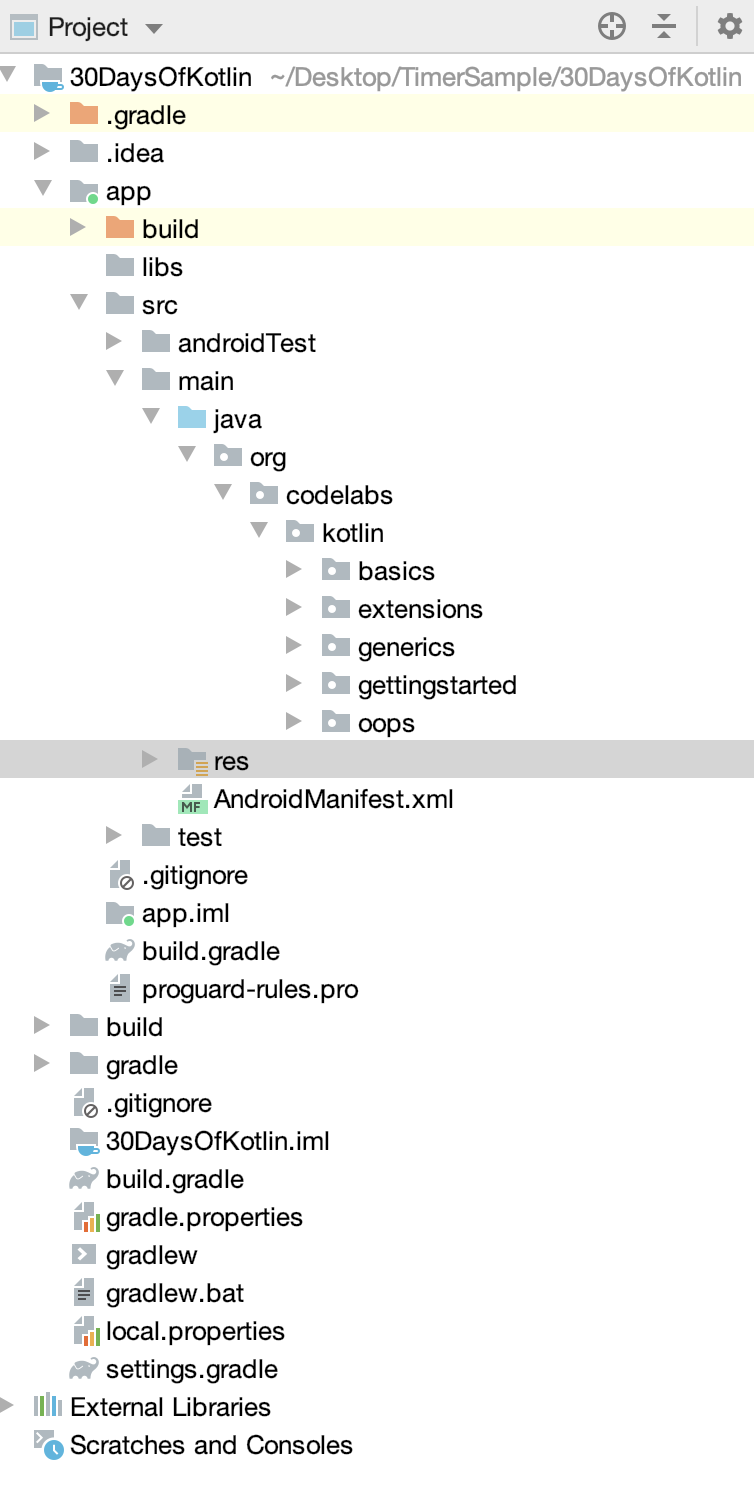 Project
30DaysOfKotlin ~/Desktop/TimerSample/30DaysOfKotlin
.gradle
.idea
app
build
libs
src
androidTest
main
java
org
codelabs
kotlin
basics
extensions
generics
gettingstarted
oops
res
MF AndroidManifest.xml
test
.gitignore
app.iml
build.gradle
proguard-rules.pro
build
gradle
.gitignore
30DaysOfKotlin.iml
build.gradle
gradle.properties
gradlew
gradlew.bat
local.properties
settings.gradle
External Libraries
Scratches and Consoles